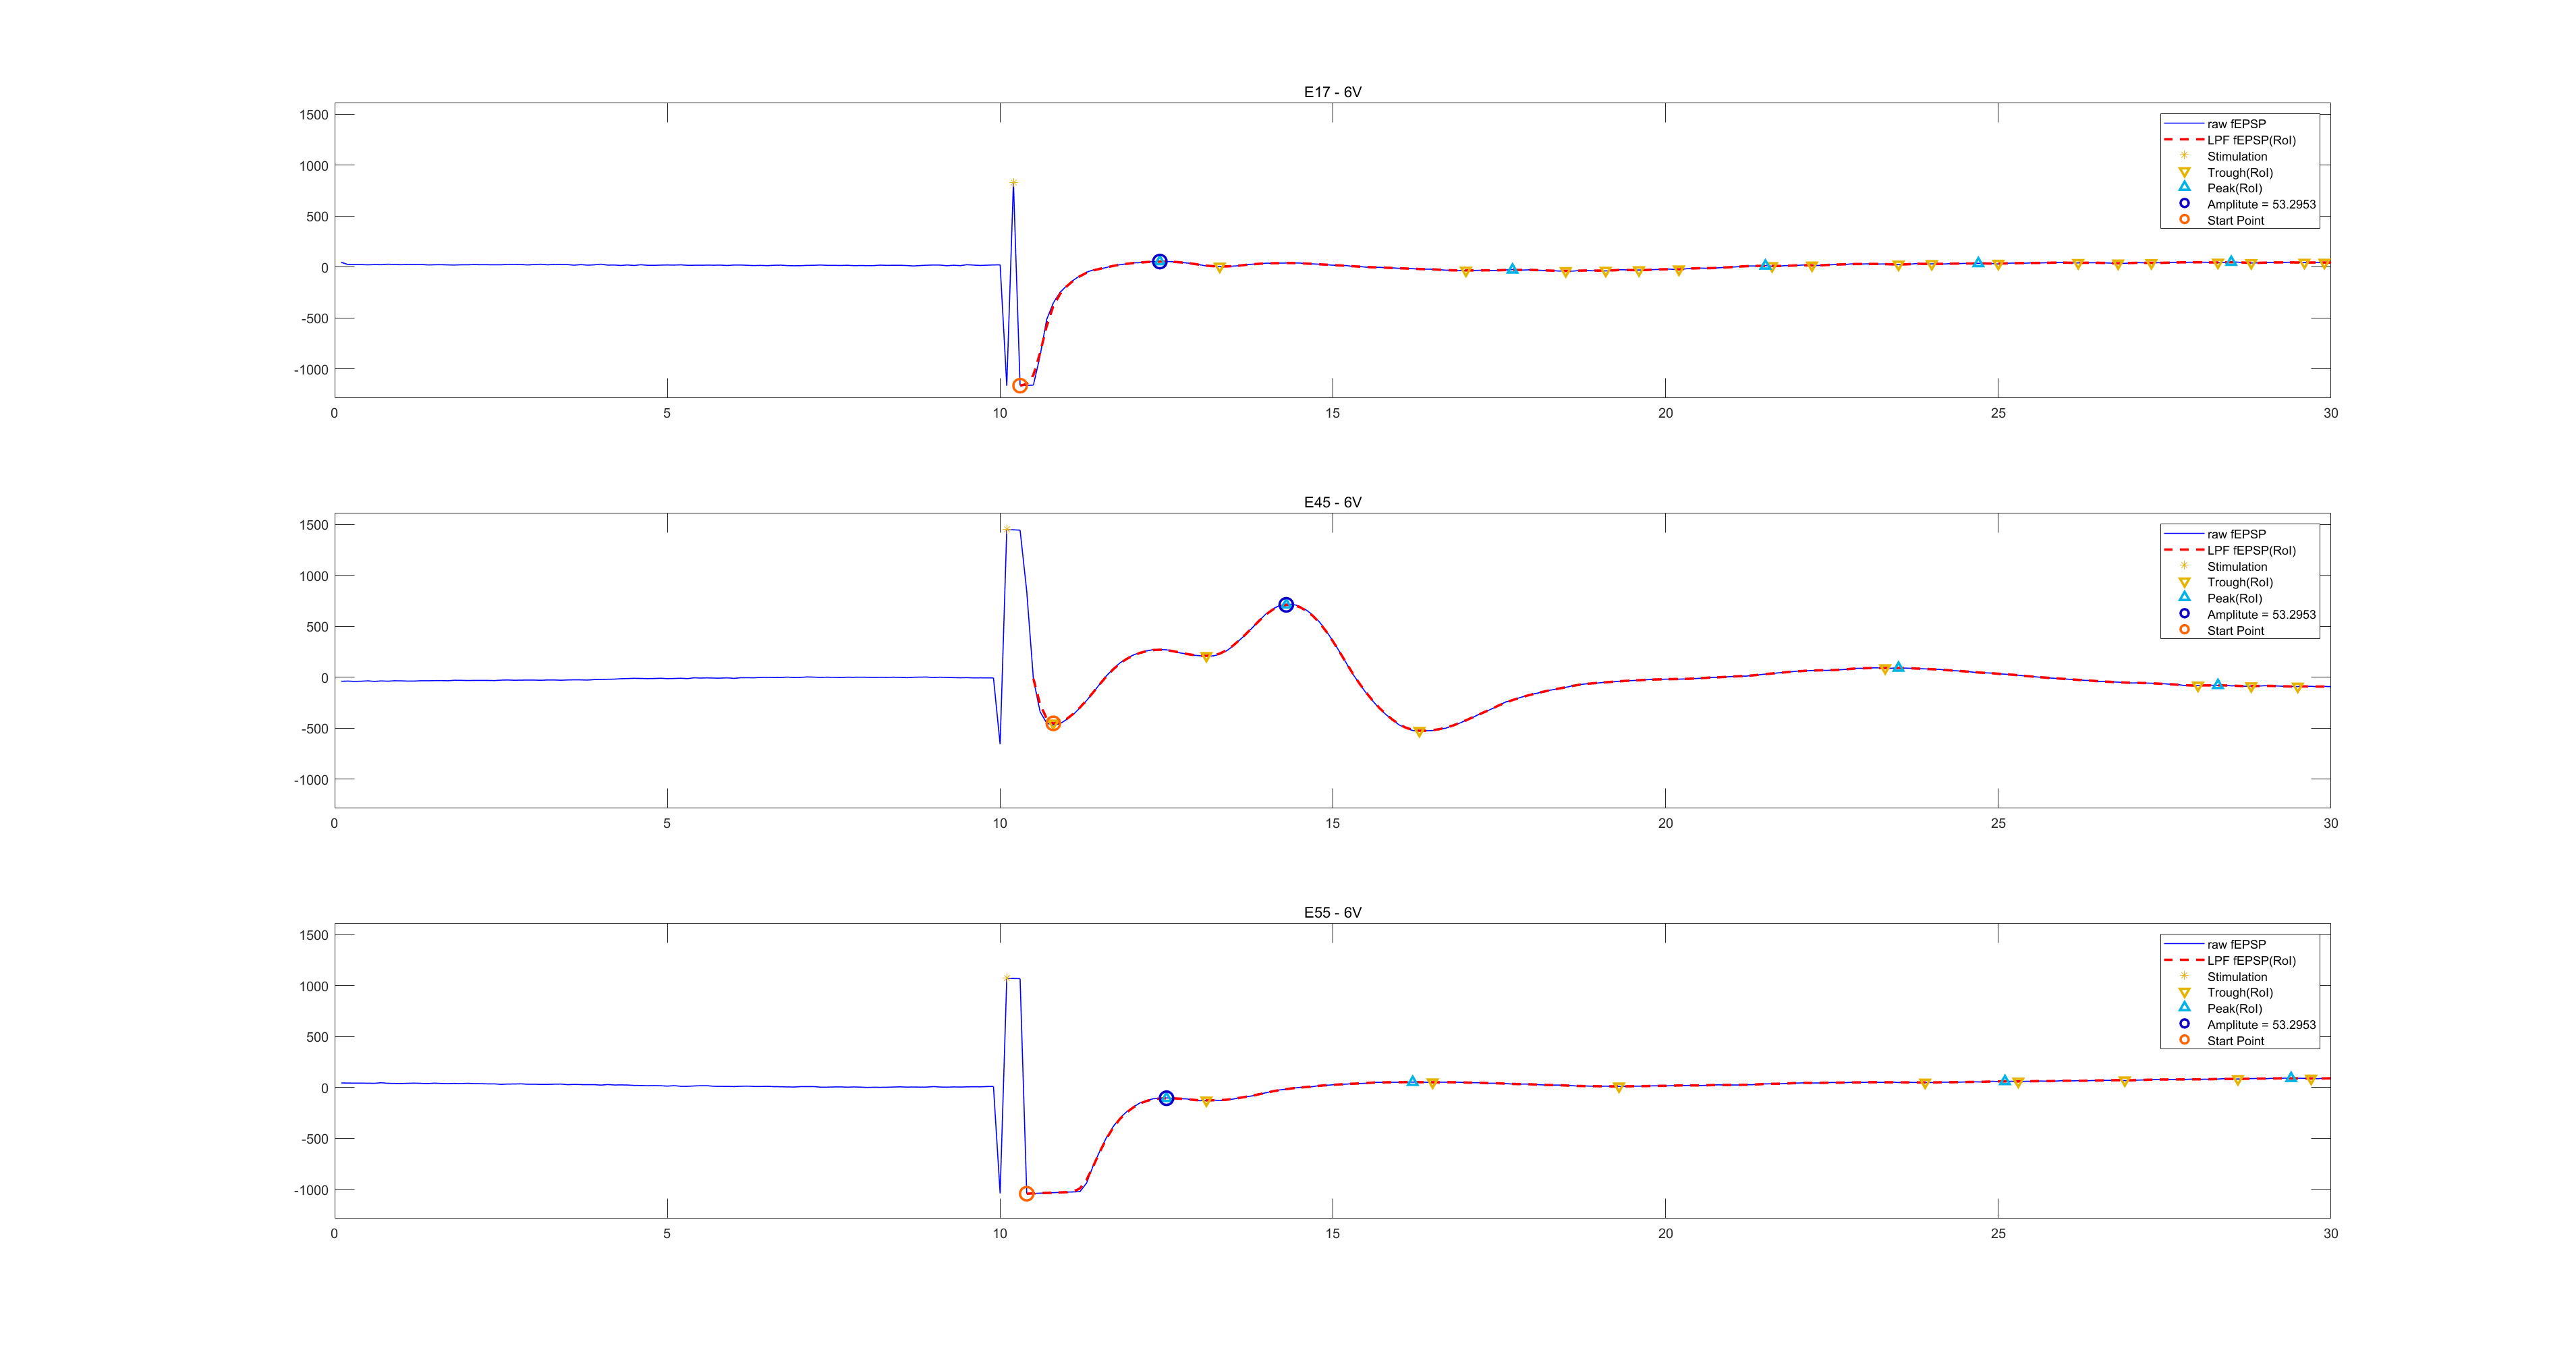 E17 - 6V
1500
1000
500
0
-500
-1000
0 5 10 15 20 25 30
raw fEPSP
LPF fEPSP(RoI)
Stimulation
Trough(RoI)
Peak(RoI)
Amplitute = 53.2953
Start Point
E45 - 6V
1500
1000
500
0
-500
-1000
0 5 10 15 20 25 30
raw fEPSP
LPF fEPSP(RoI)
Stimulation
Trough(RoI)
Peak(RoI)
Amplitute = 53.2953
Start Point
E55 - 6V
1500
1000
500
0
-500
-1000
0 5 10 15 20 25 30
raw fEPSP
LPF fEPSP(RoI)
Stimulation
Trough(RoI)
Peak(RoI)
Amplitute = 53.2953
Start Point